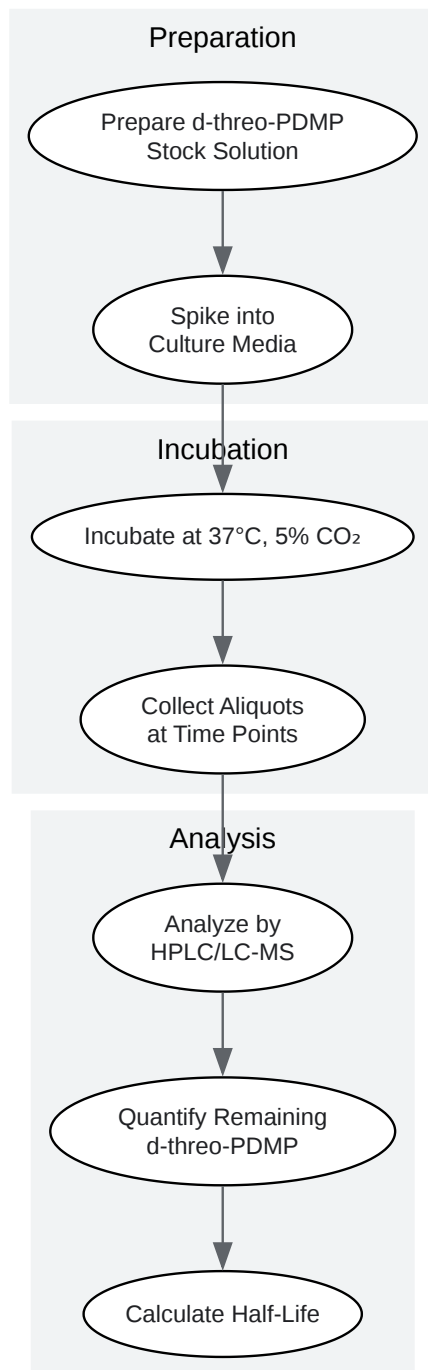 Preparation
Prepare d-threo-PDMP
Stock Solution
Spike into
Culture Media
Incubation
Incubate at 37°C, 5% CO₂
Collect Aliquots
at Time Points
Analysis
Analyze by
HPLC/LC-MS
Quantify Remaining
d-threo-PDMP
Calculate Half-Life